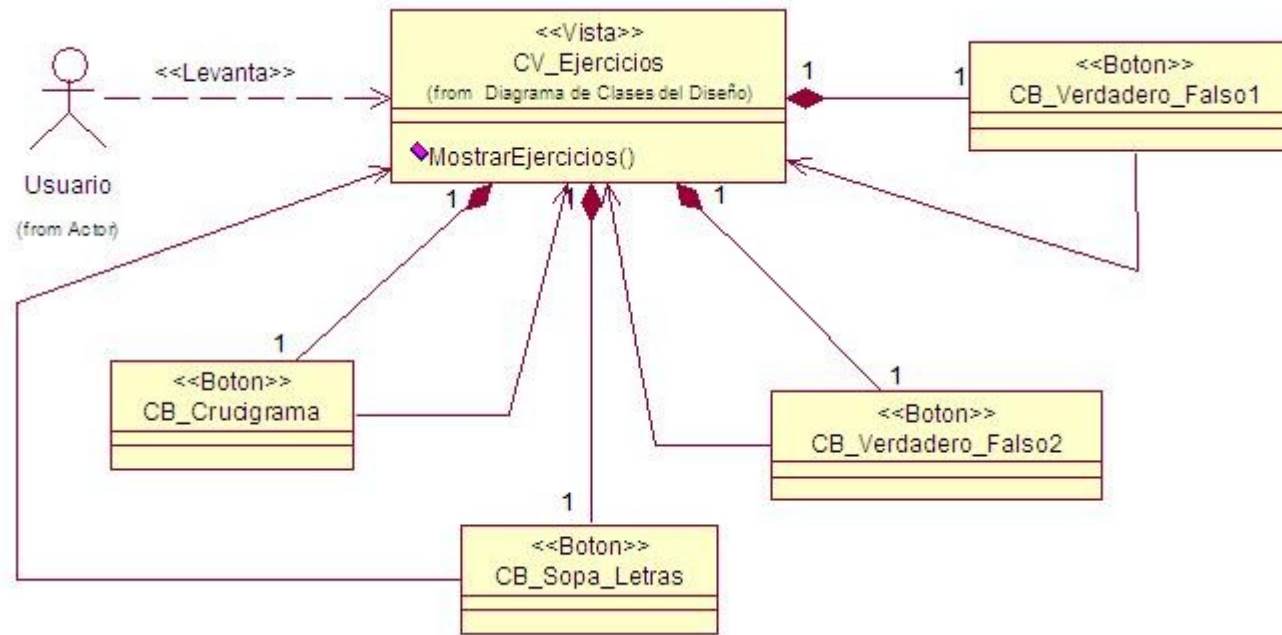 <<Vista>>
CV_Ejercicios
(from Diagrama de Clases del Diseño)
MostrarEjercicios()
<<Levanta>>
Usuario
(from Actor)
1
1
<<Boton>>
CB_Verdadero_Falso1
1
1
1
1
<<Boton>>
CB_Crucigrama
1
<<Boton>>
CB_Verdadero_Falso2
1
<<Boton>>
CB_Sopa_Letras